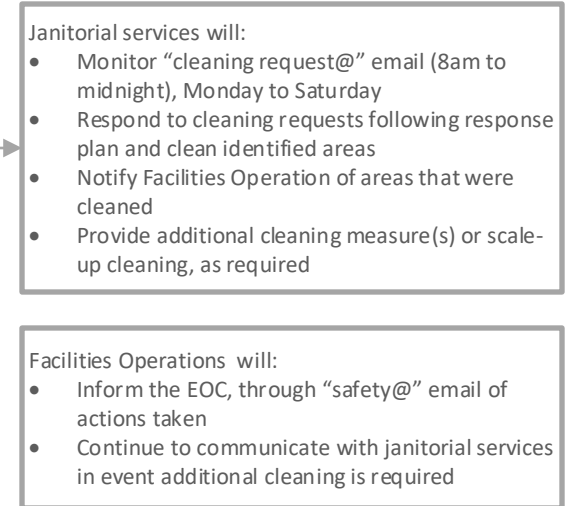 Janitorial services will:
• Monitor “cleaning request@” email (8am to
midnight), Monday to Saturday
• Respond to cleaning requests following response
plan and clean identified areas
• Notify Facilities Operation of areas that were
cleaned
• Provide additional cleaning measure(s) or scale-
up cleaning, as required
Facilities Operations will:
• Inform the EOC, through “safety@” email of
actions taken
• Continue to communicate with janitorial services
in event additional cleaning is required